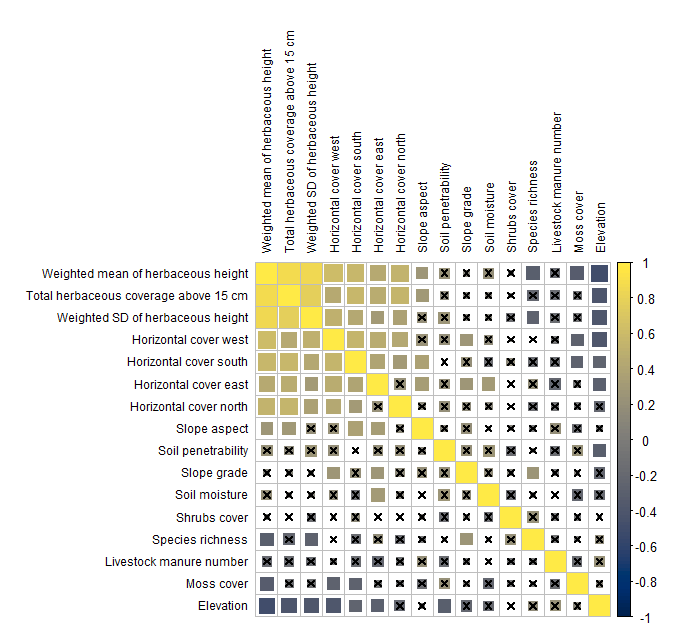 Weighted mean of herbaceous height
Total herbaceous coverage above 15 cm
Weighted SD of herbaceous height
Horizontal cover west
Horizontal cover south
Horizontal cover east
Horizontal cover north
Slope aspect
Soil penetrability
Slope grade
Soil moisture
Shrubs cover
Species richness
Livestock manure number
Moss cover
Elevation
Weighted mean of herbaceous height
Total herbaceous coverage above 15 cm
Weighted SD of herbaceous height
Horizontal cover west
Horizontal cover south
Horizontal cover east
Horizontal cover north
Slope aspect
Soil penetrability
Slope grade
Soil moisture
Shrubs cover
Species richness
Livestock manure number
Moss cover
Elevation
1
0.8
0.6
0.4
0.2
0
-0.2
-0.4
-0.6
-0.8
-1